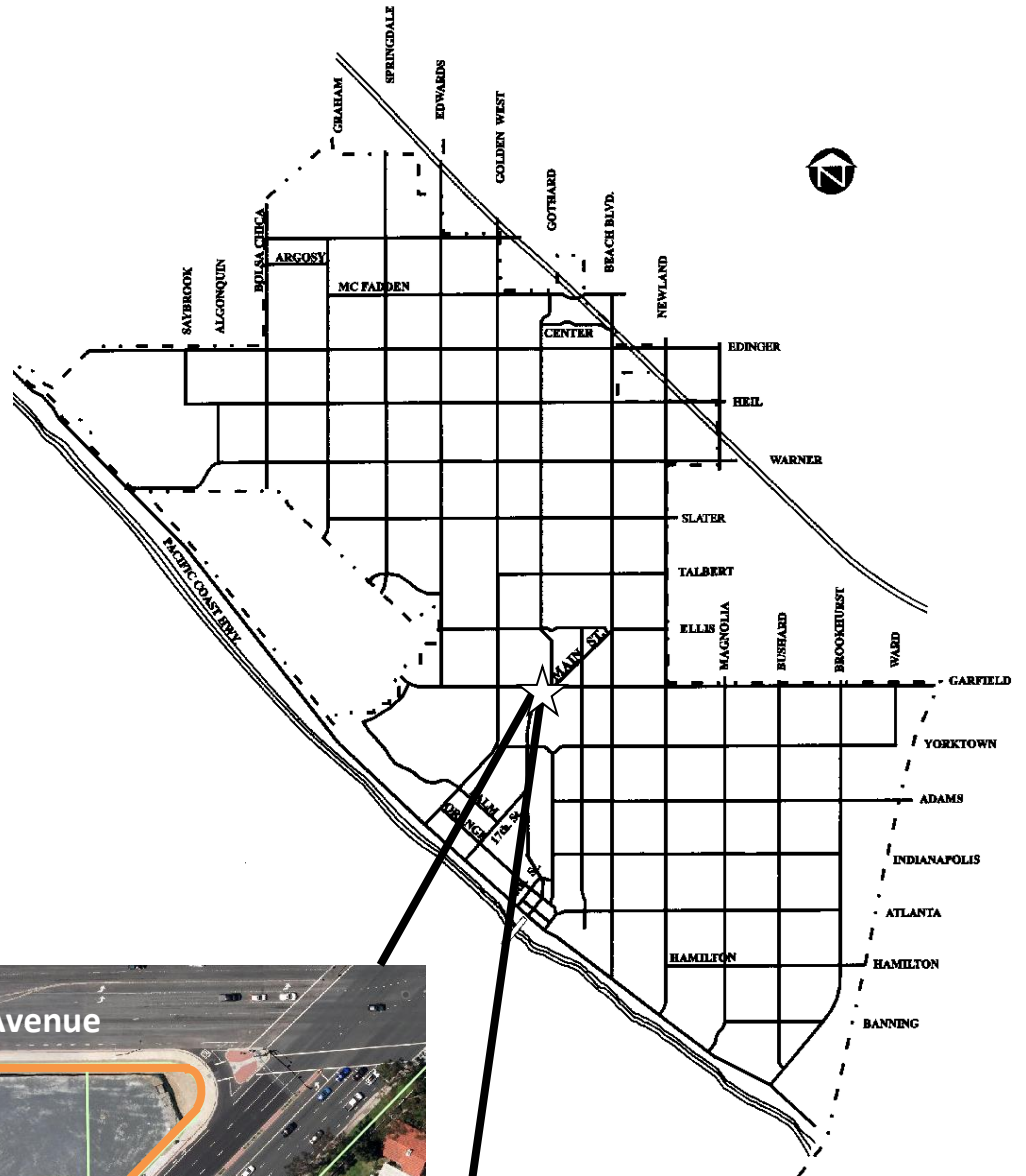 SPRINGDALE
GRAHAM
EDWARDS
GOLDEN WEST
GOTHARD
N
BEACH BLVD.
BOLSA CHICA
ARGOSY
SAYBROOK
ALGONQUIN
MC FADDEN
NEWLAND
CENTER
EDINGER
HEIL
WARNER
SLATER
PACIFIC COAST HWY.
TALBERT
MAGNOLIA
BUSHARD
BROOKHURST
WARD
ELLIS
MAIN ST.
GARFIELD
YORKTOWN
ADAMS
ORANGE
17th. St
INDIANAPOLIS
ATLANTA
HAMILTON
HAMILTON
BANNING
Avenue